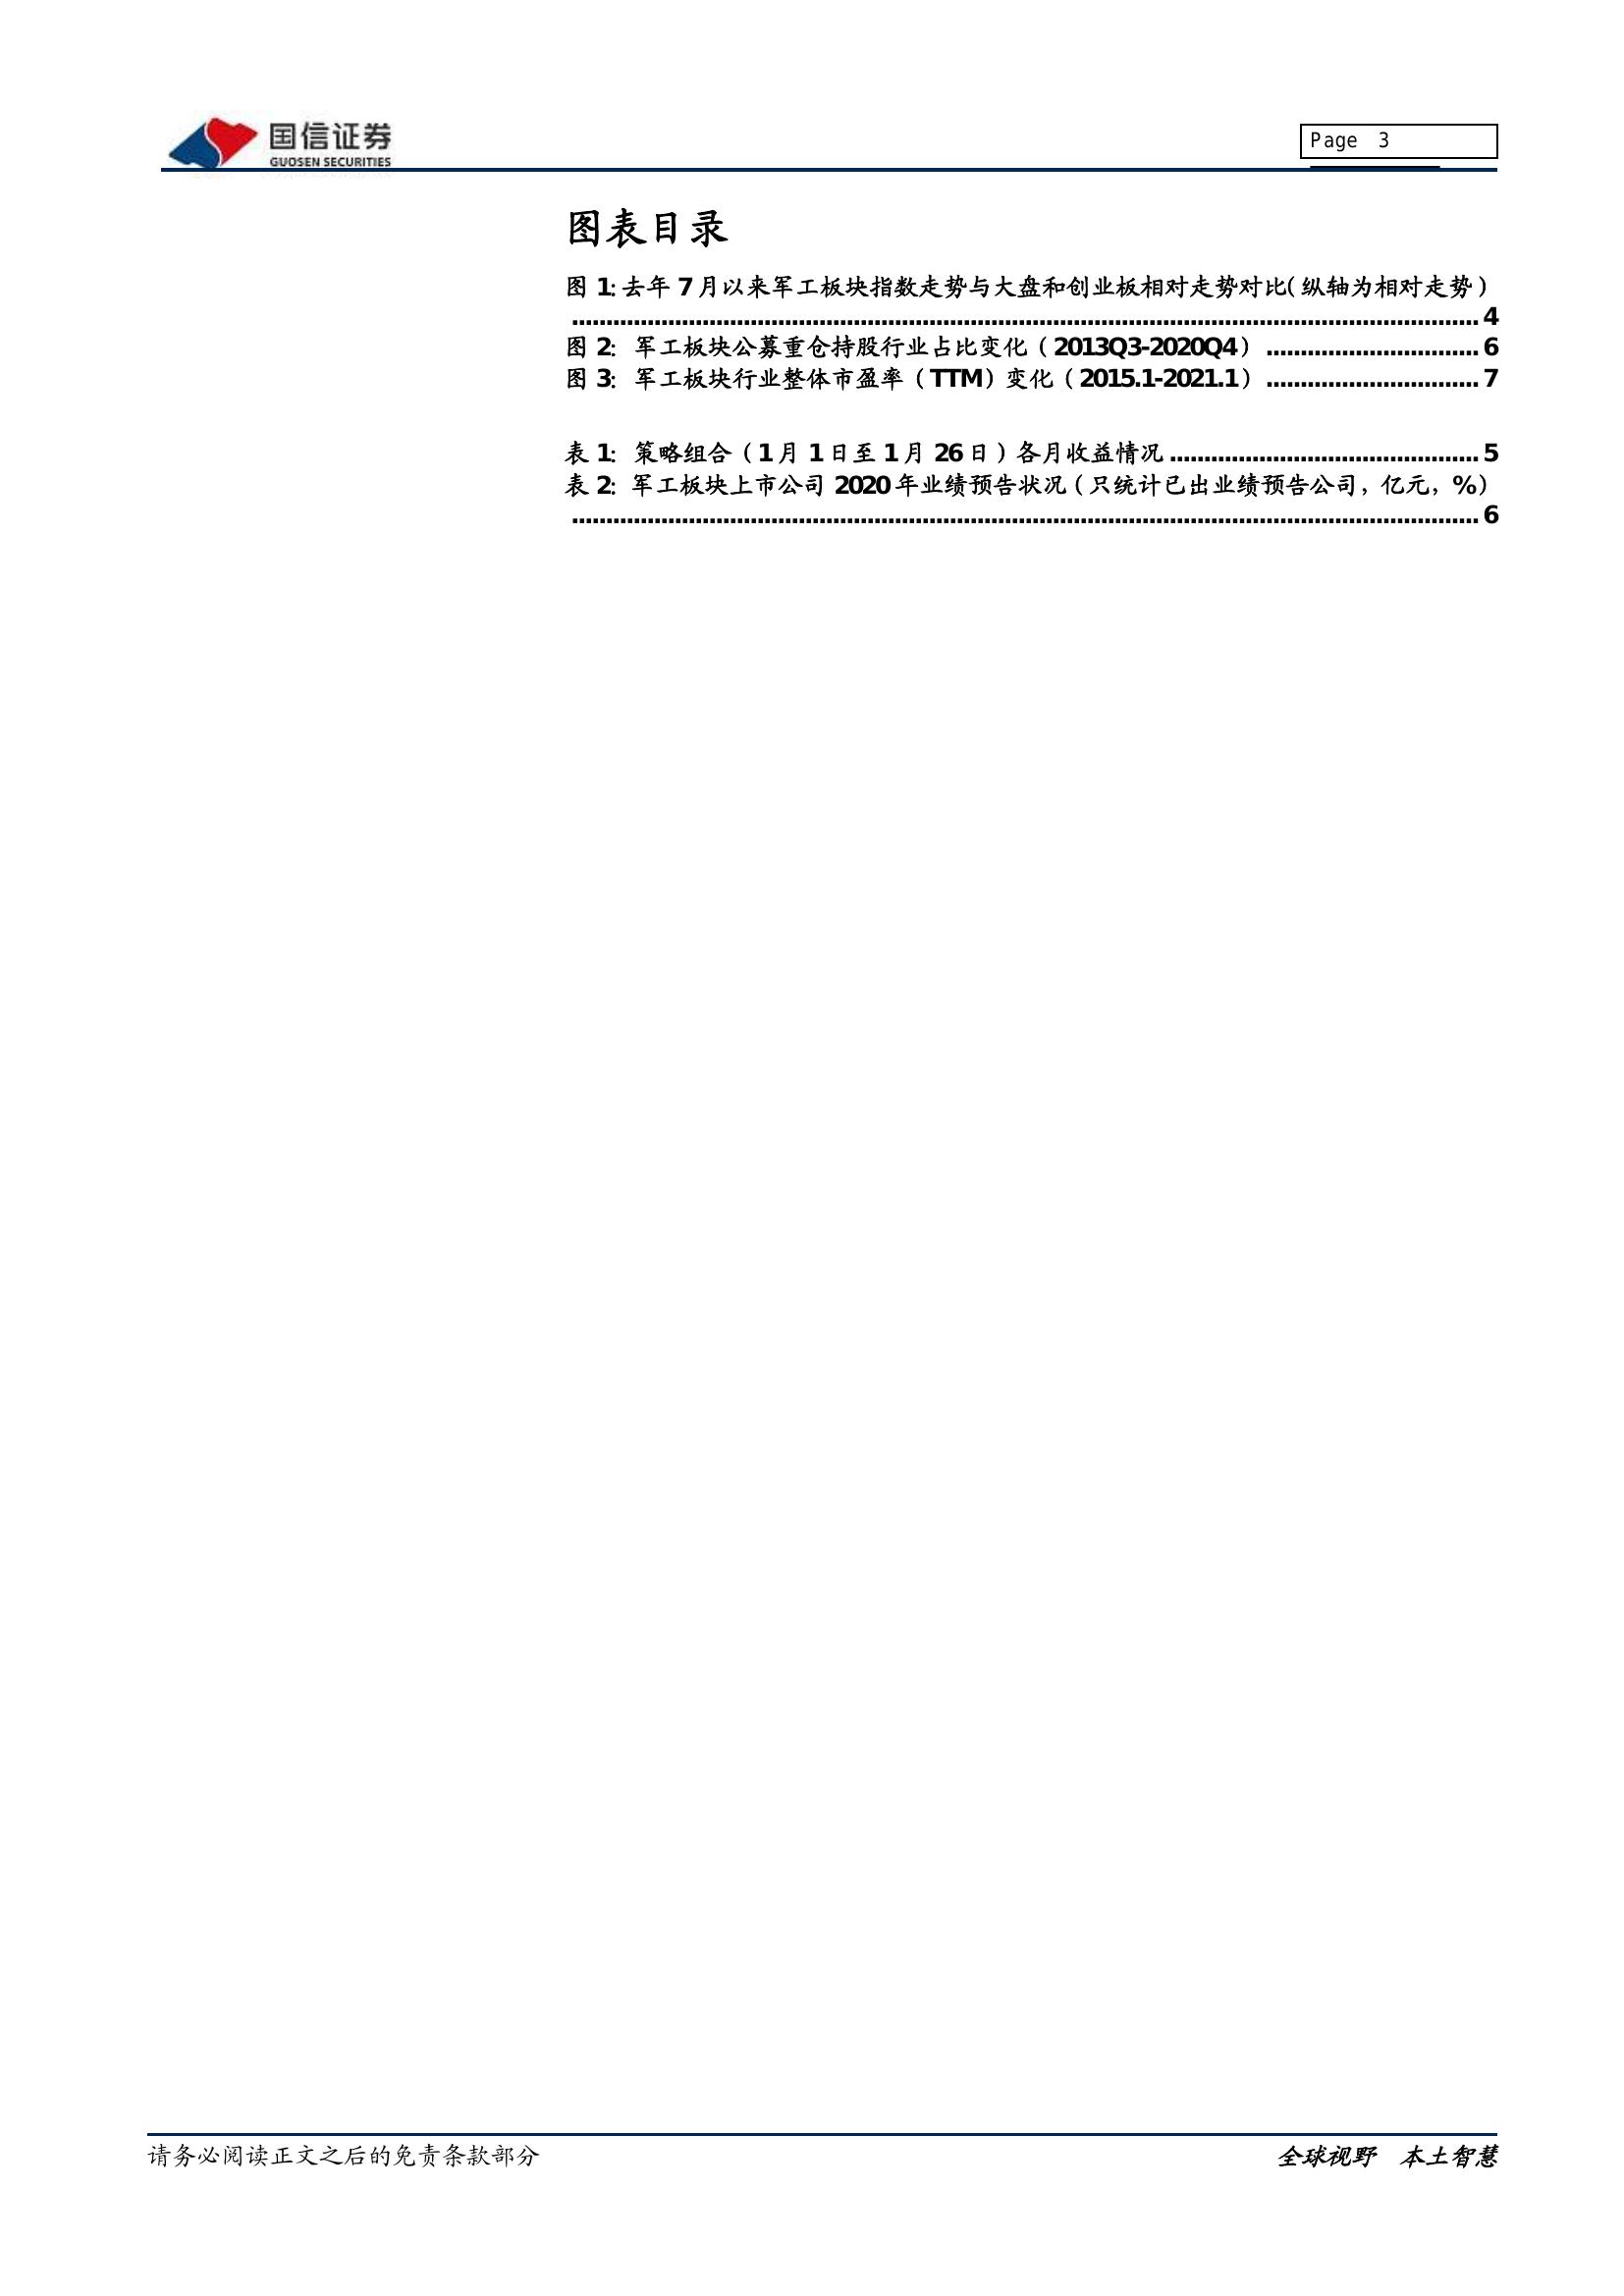 国信证券
GUOSEN SECURITIES
Page 3
图表目录
图 1: 去年 7 月以来军工板块指数走势与大盘和创业板相对走势对比(纵轴为相对走势)
........................................................................................................................................ 4
图 2: 军工板块公募重仓持股行业占比变化（2013Q3-2020Q4） ............................... 6
图 3: 军工板块行业整体市盈率（TTM）变化（2015.1-2021.1） ............................... 7
表 1: 策略组合（1 月 1 日至 1 月 26 日）各月收益情况 ............................................. 5
表 2: 军工板块上市公司 2020 年业绩预告状况（只统计已出业绩预告公司，亿元，%）
........................................................................................................................................ 6
请务必阅读正文之后的免责条款部分
全球视野 本土智慧